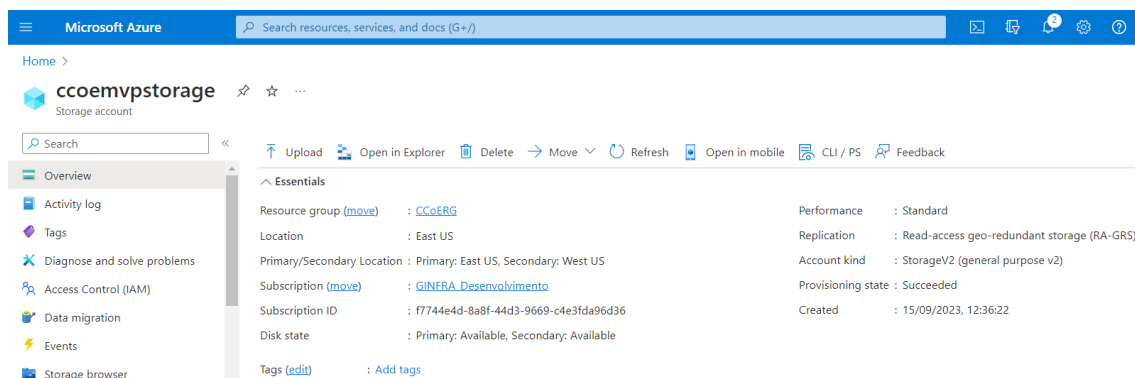 Microsoft Azure
Search resources, services, and docs (G+/)
2
Home >
ccoemvpstorage
Storage account
Search
Upload Open in Explorer Delete Move Refresh Open in mobile CLI / PS Feedback
Overview
Activity log
Tags
Diagnose and solve problems
Access Control (IAM)
Data migration
Events
Storage browser
Essentials
Resource group (move) : CCoERG
Location : East US
Primary/Secondary Location : Primary: East US, Secondary: West US
Subscription (move) : GINFRA_Desenvolvimento
Subscription ID : f7744e4d-8a8f-44d3-9669-c4e3fda96d36
Disk state : Primary: Available, Secondary: Available
Performance : Standard
Replication : Read-access geo-redundant storage (RA-GRS)
Account kind : StorageV2 (general purpose v2)
Provisioning state : Succeeded
Created : 15/09/2023, 12:36:22
Tags (edit) : Add tags